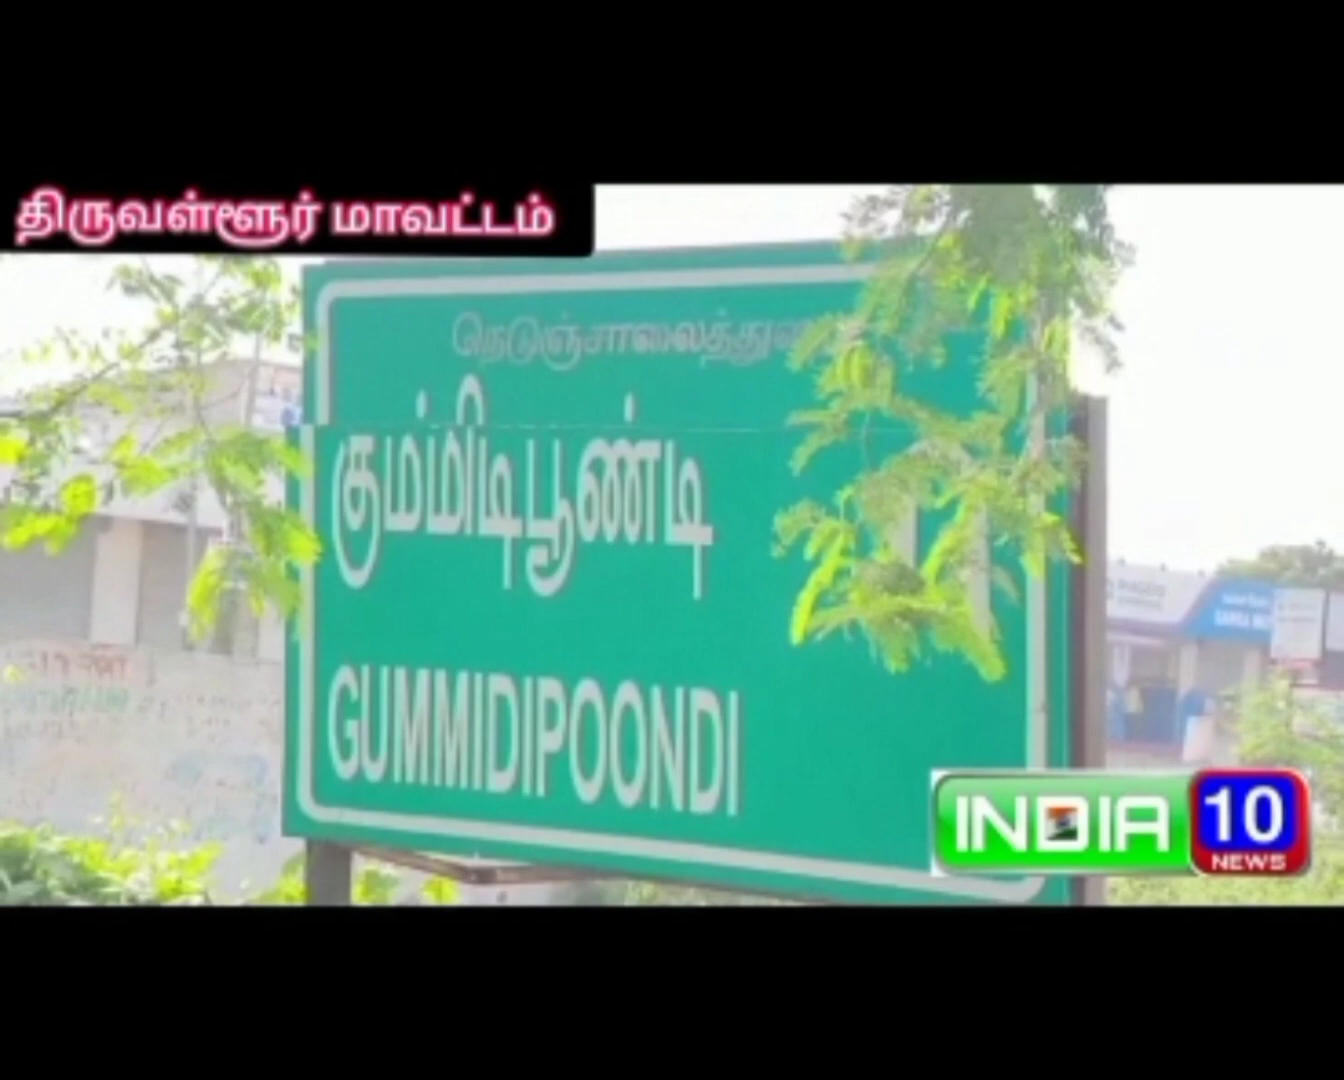 திருவள்ளூர் மாவட்டம்
நெடுஞ்சாலைத்துறை
கும்மிடிபூண்டி
GUMMIDIPOONDI
INDIA 10
NEWS